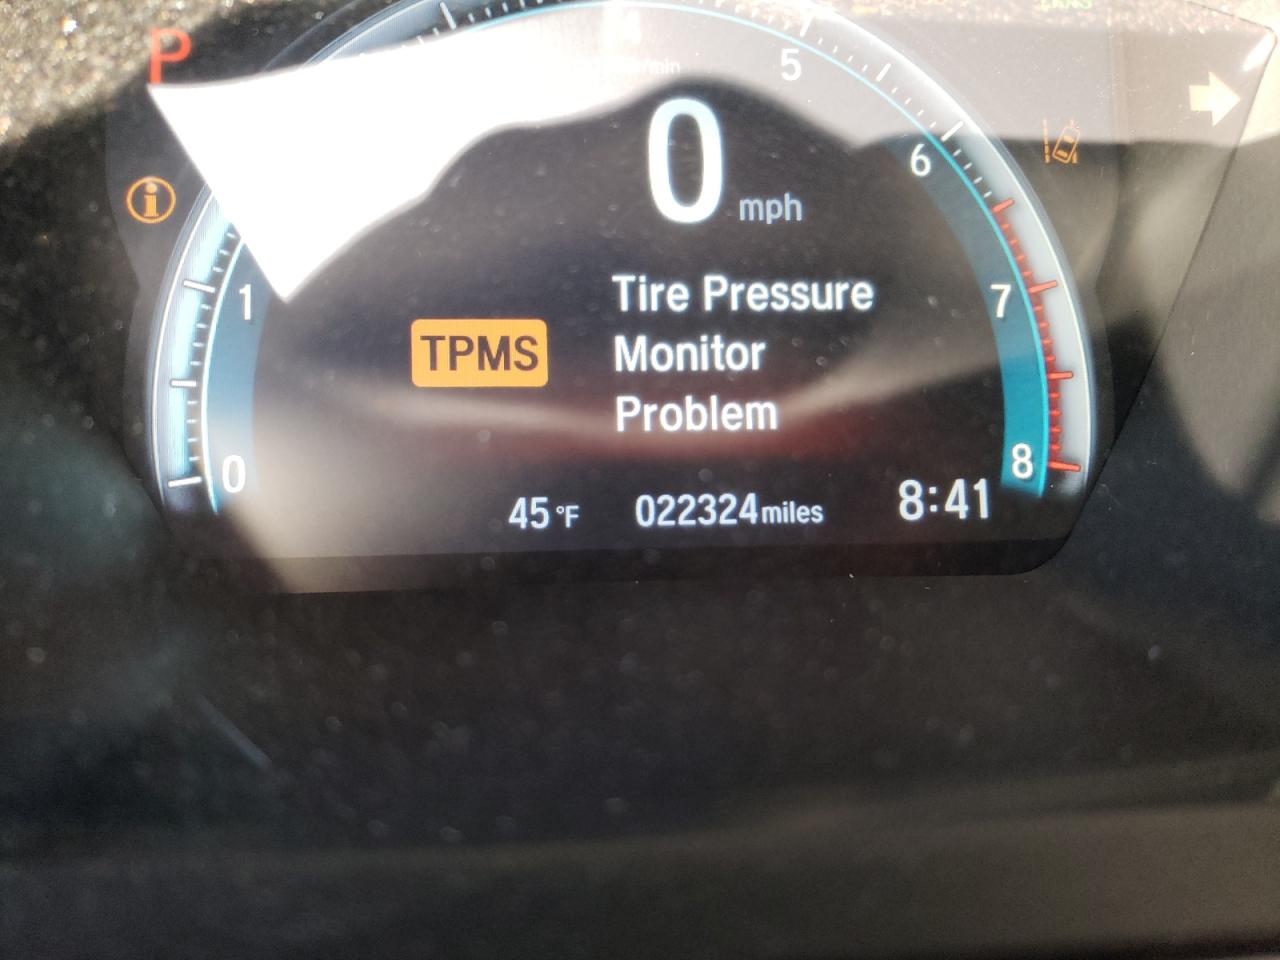 P
5
0 mph
6
i
1
7
Tire Pressure
TPMS
Monitor
Problem
0
8
45 °F
022324 miles
8:41